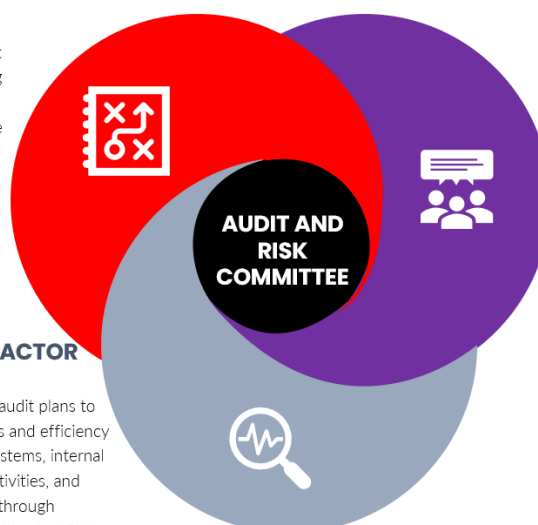 AUDIT AND
RISK
COMMITTEE
ACTOR
audit plans to
s and efficiency
stems, internal
tivities, and
through